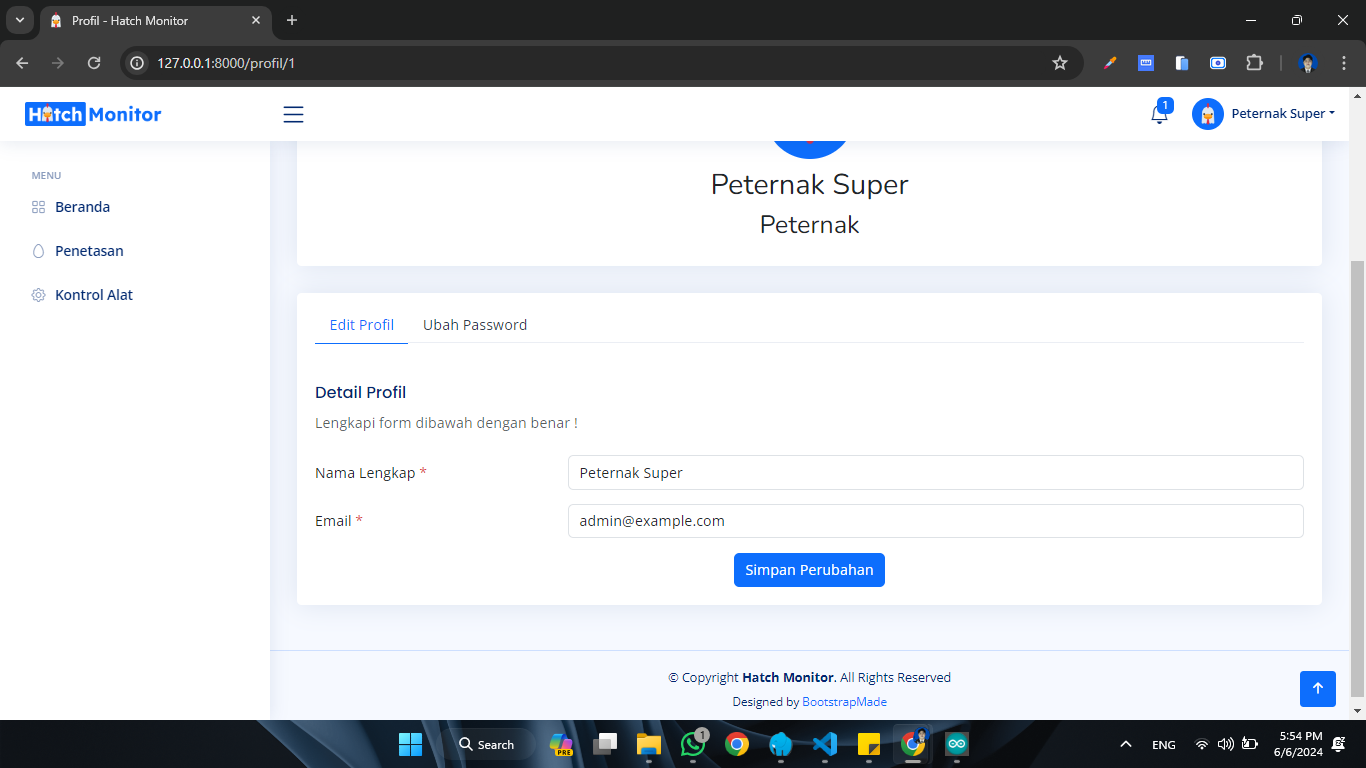 Profil - Hatch Monitor
127.0.0.1:8000/profil/1
Hatch Monitor
1
Peternak Super
MENU
Beranda
Penetasan
Kontrol Alat
Peternak Super
Peternak
Edit Profil Ubah Password
Detail Profil
Lengkapi form dibawah dengan benar !
Nama Lengkap * Peternak Super
Email * admin@example.com
Simpan Perubahan
© Copyright Hatch Monitor. All Rights Reserved
Designed by BootstrapMade
Search
PRE
1
ENG
5:54 PM
6/6/2024